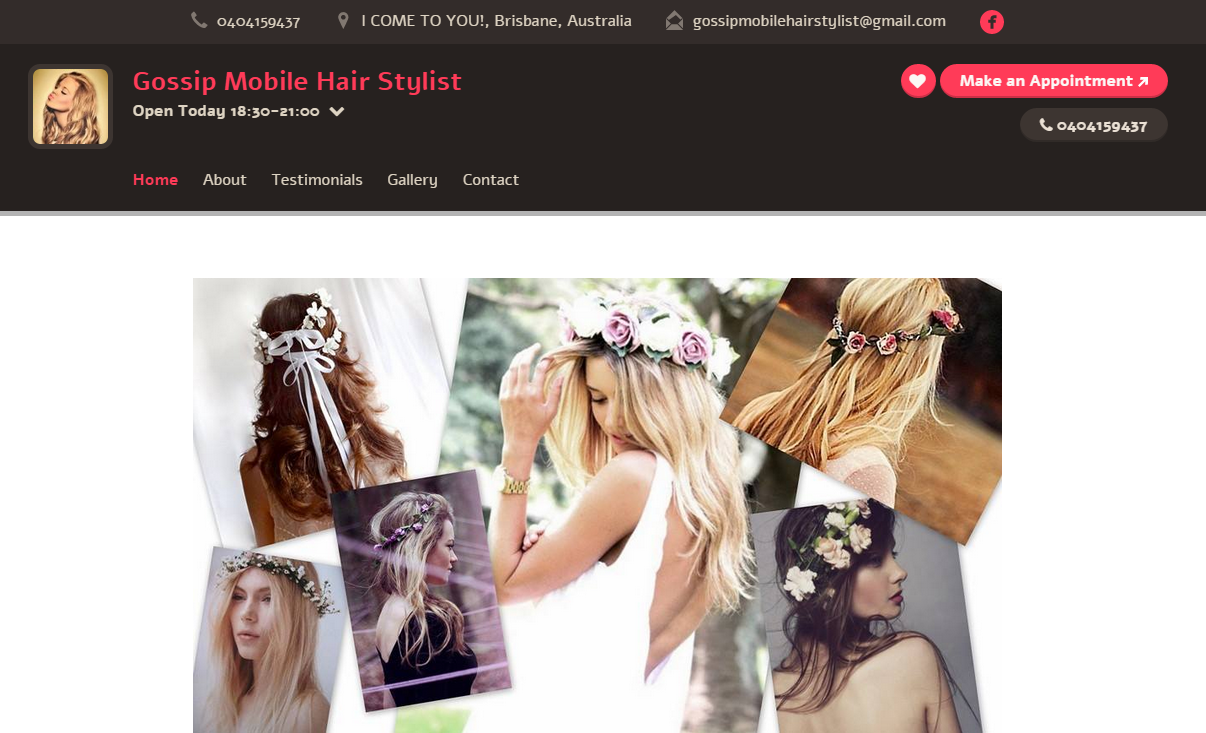 0404159437 I COME TO YOU!, Brisbane, Australia gossipmobilehairstylist@gmail.com
Gossip Mobile Hair Stylist
Open Today 18:30-21:00
Make an Appointment
0404159437
Home About Testimonials Gallery Contact